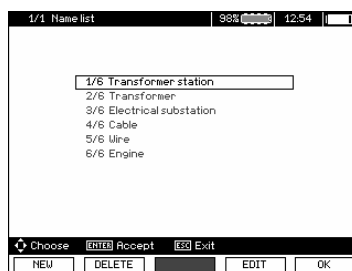 1/1 Name list 98% 12:54
1/6 Transformer station
2/6 Transformer
3/6 Electrical substation
4/6 Cable
5/6 Wire
6/6 Engine
Choose ENTER Accept ESC Exit
NEW DELETE EDIT OK